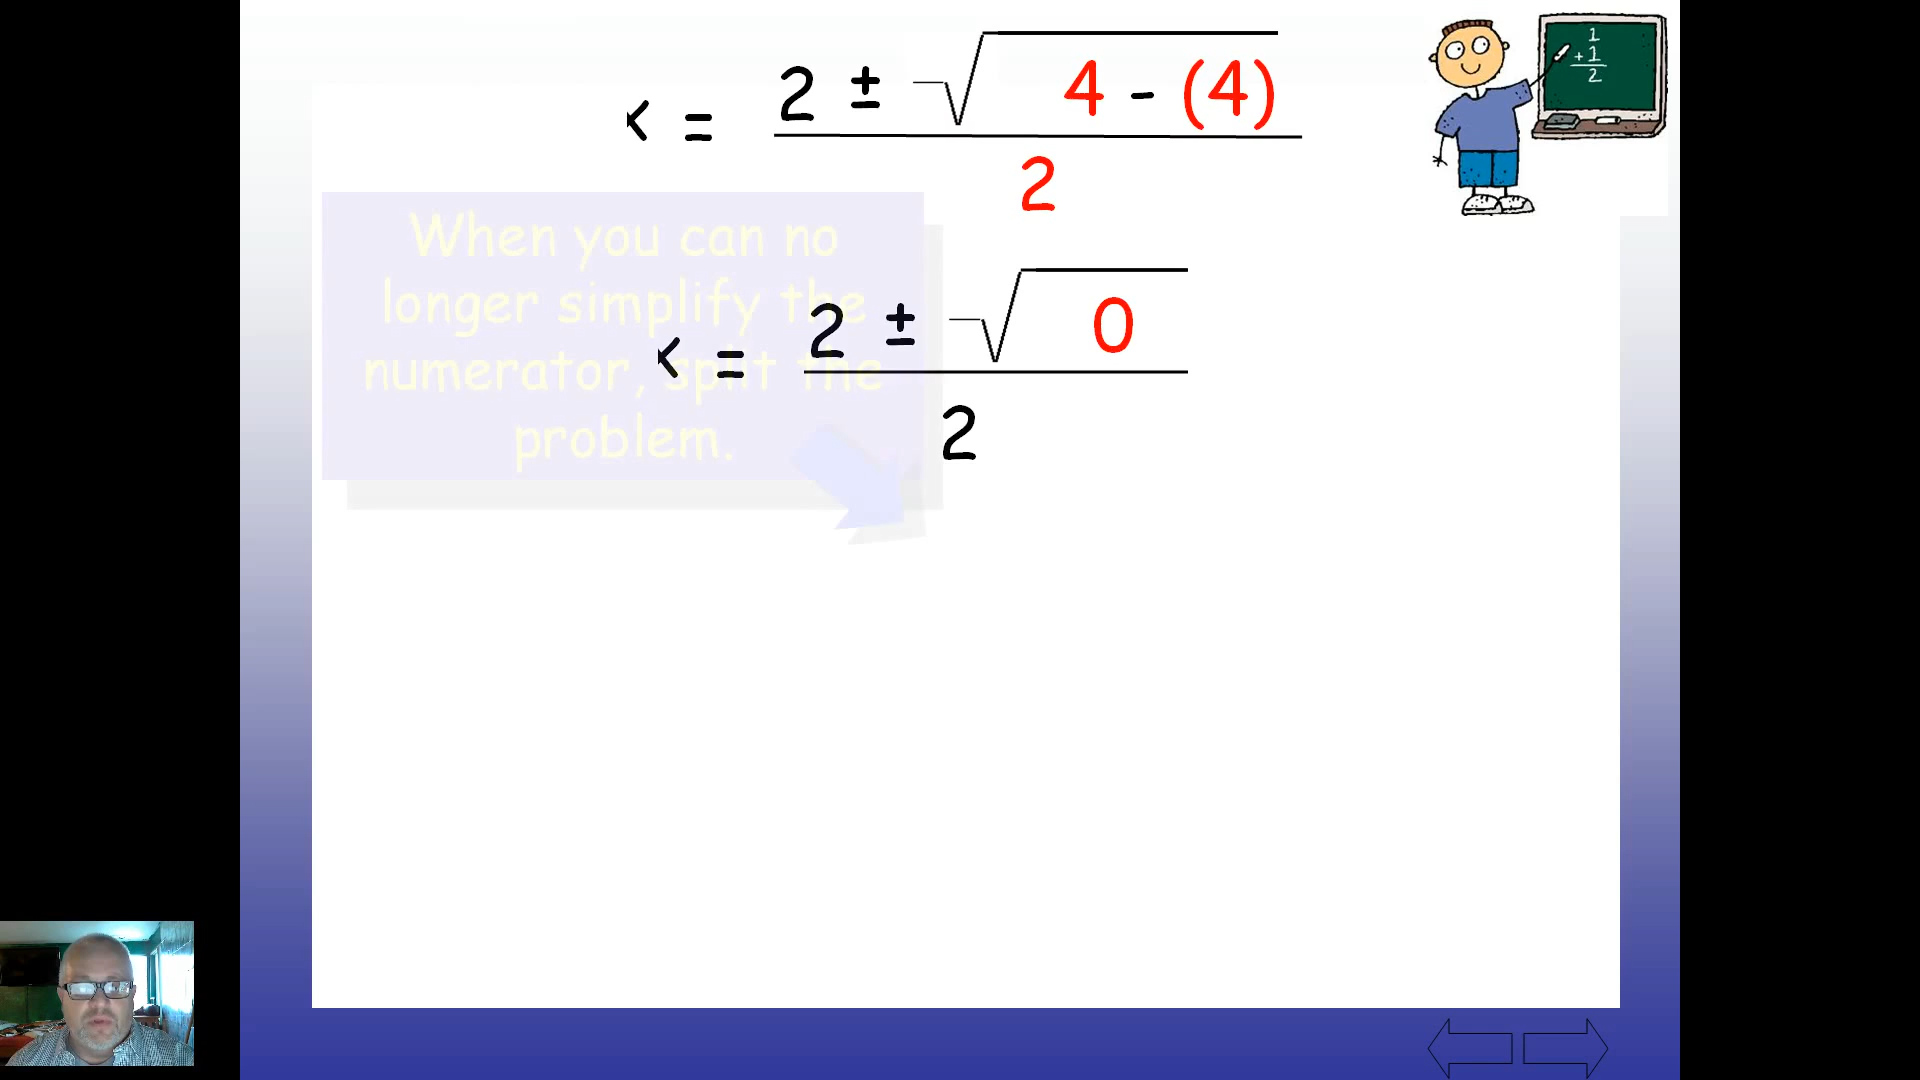 2 ± √ 4 - (4)
x =
2
1
+1
2
When you can no
longer simplify the
numerator, split the
problem.
2 ± √ 0
x =
2